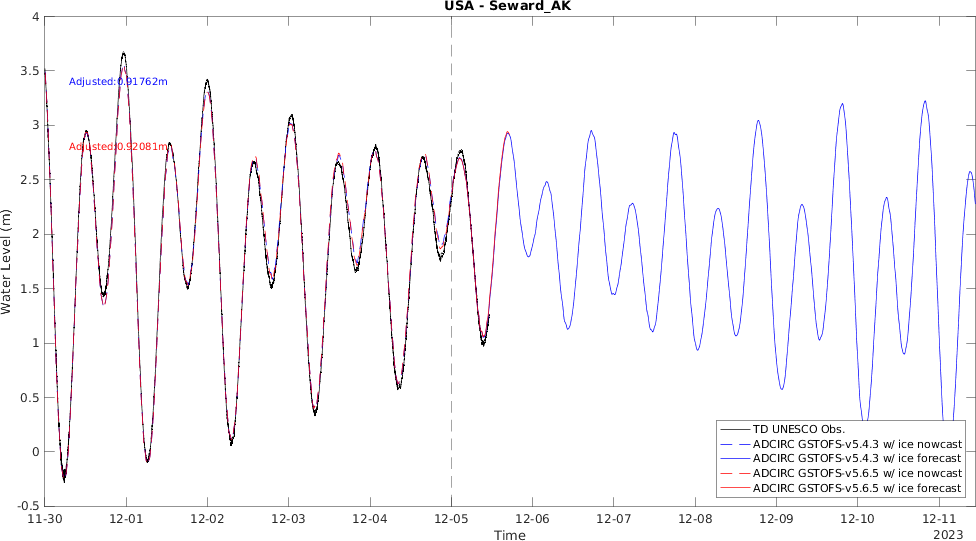 USA - Seward_AK
4
3.5
3
2.5
2
1.5
1
0.5
0
-0.5
Water Level (m)
Adjusted:0.91762m
Adjusted:0.92081m
TD UNESCO Obs.
ADCIRC GSTOFS-v5.4.3 w/ ice nowcast
ADCIRC GSTOFS-v5.4.3 w/ ice forecast
ADCIRC GSTOFS-v5.6.5 w/ ice nowcast
ADCIRC GSTOFS-v5.6.5 w/ ice forecast
11-30 12-01 12-02 12-03 12-04 12-05 12-06 12-07 12-08 12-09 12-10 12-11
Time
2023